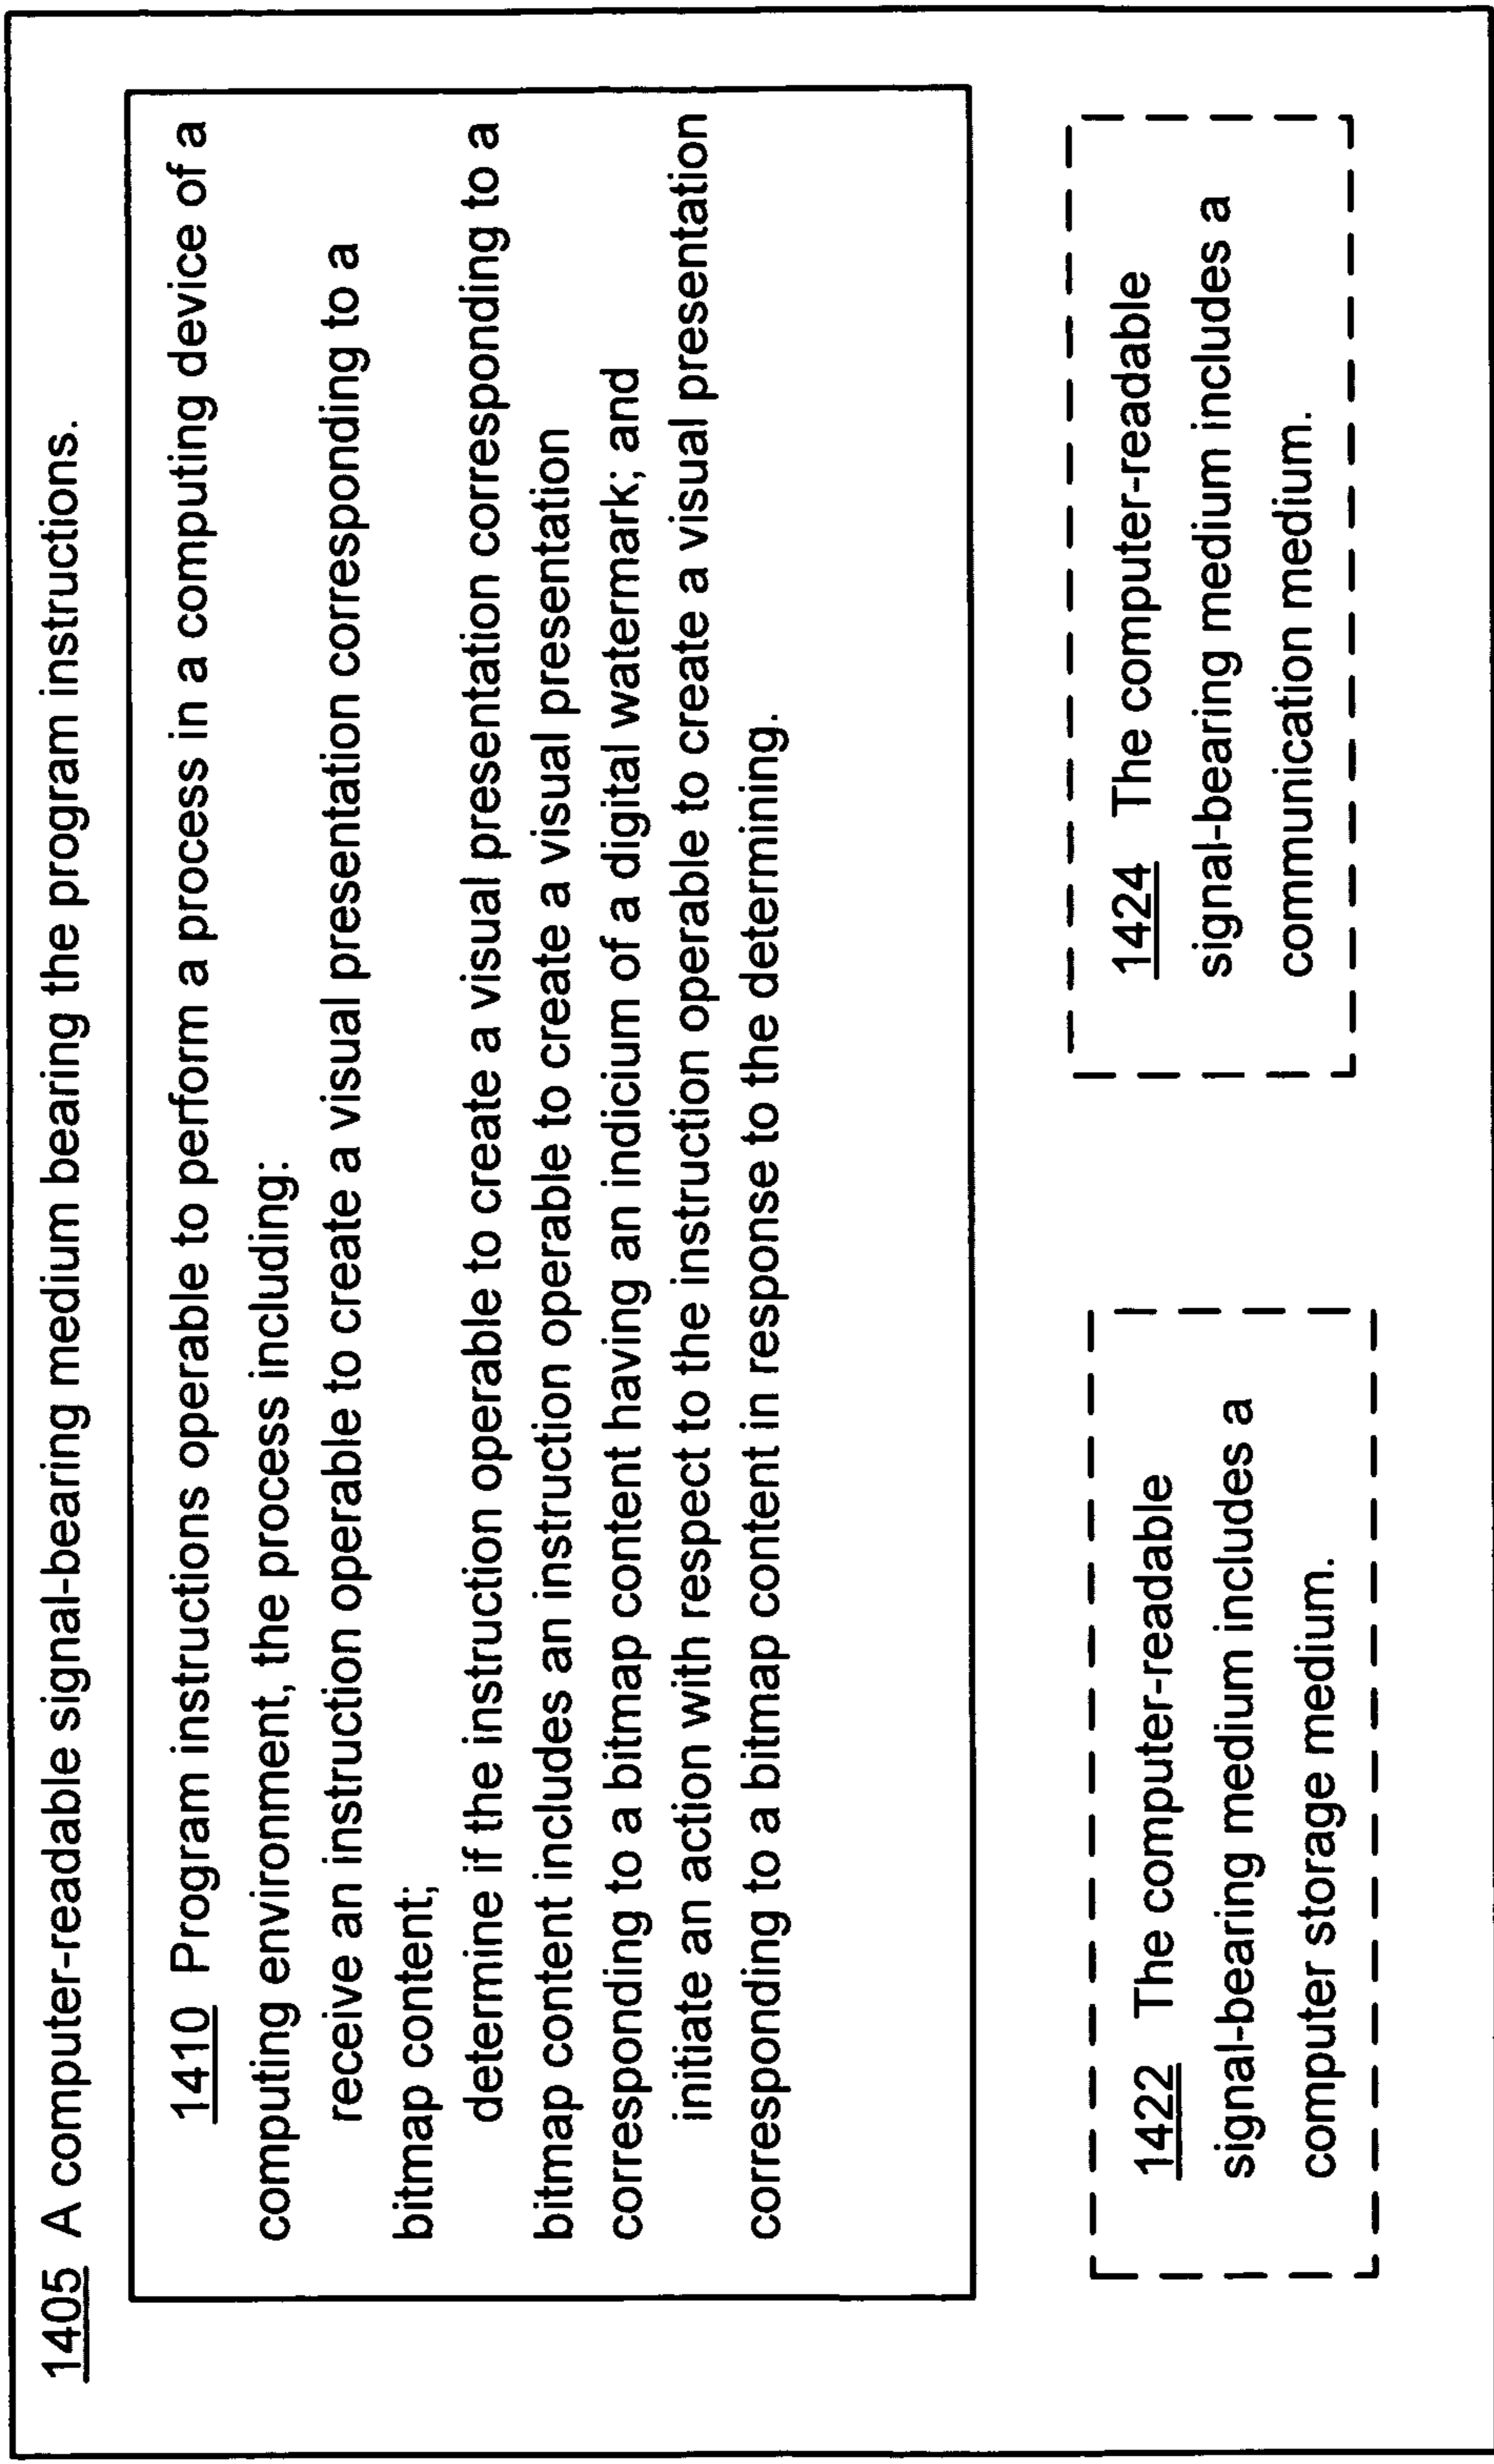 1405 A computer-readable signal-bearing medium bearing the program instructions.
1410 Program instructions operable to perform a process in a computing device of a
computing environment, the process including:
receive an instruction operable to create a visual presentation corresponding to a
bitmap content;
determine if the instruction operable to create a visual presentation corresponding to a
bitmap content includes an instruction operable to create a visual presentation
corresponding to a bitmap content having an indicium of a digital watermark; and
initiate an action with respect to the instruction operable to create a visual presentation
corresponding to a bitmap content in response to the determining.
1422 The computer-readable
signal-bearing medium includes a
computer storage medium.
1424 The computer-readable
signal-bearing medium includes a
communication medium.